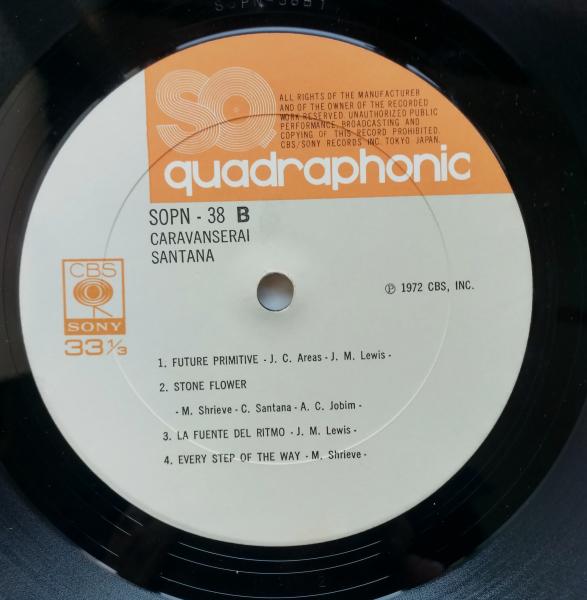 SQ
ALL RIGHTS OF THE MANUFACTURER
AND OF THE OWNER OF THE RECORDED
WORK RESERVED. UNAUTHORIZED PUBLIC
PERFORMANCE, BROADCASTING AND
COPYING OF THIS RECORD PROHIBITED.
CBS/SONY RECORDS INC. TOKYO JAPAN.
quadraphonic
SOPN - 38 B
CARAVANSERAI
SANTANA
CBS
SONY
33 1/3
℗ 1972 CBS, INC.
1. FUTURE PRIMITIVE - J. C. Areas - J. M. Lewis -
2. STONE FLOWER
- M. Shrieve - C. Santana - A. C. Jobim -
3. LA FUENTE DEL RITMO - J. M. Lewis -
4. EVERY STEP OF THE WAY - M. Shrieve -